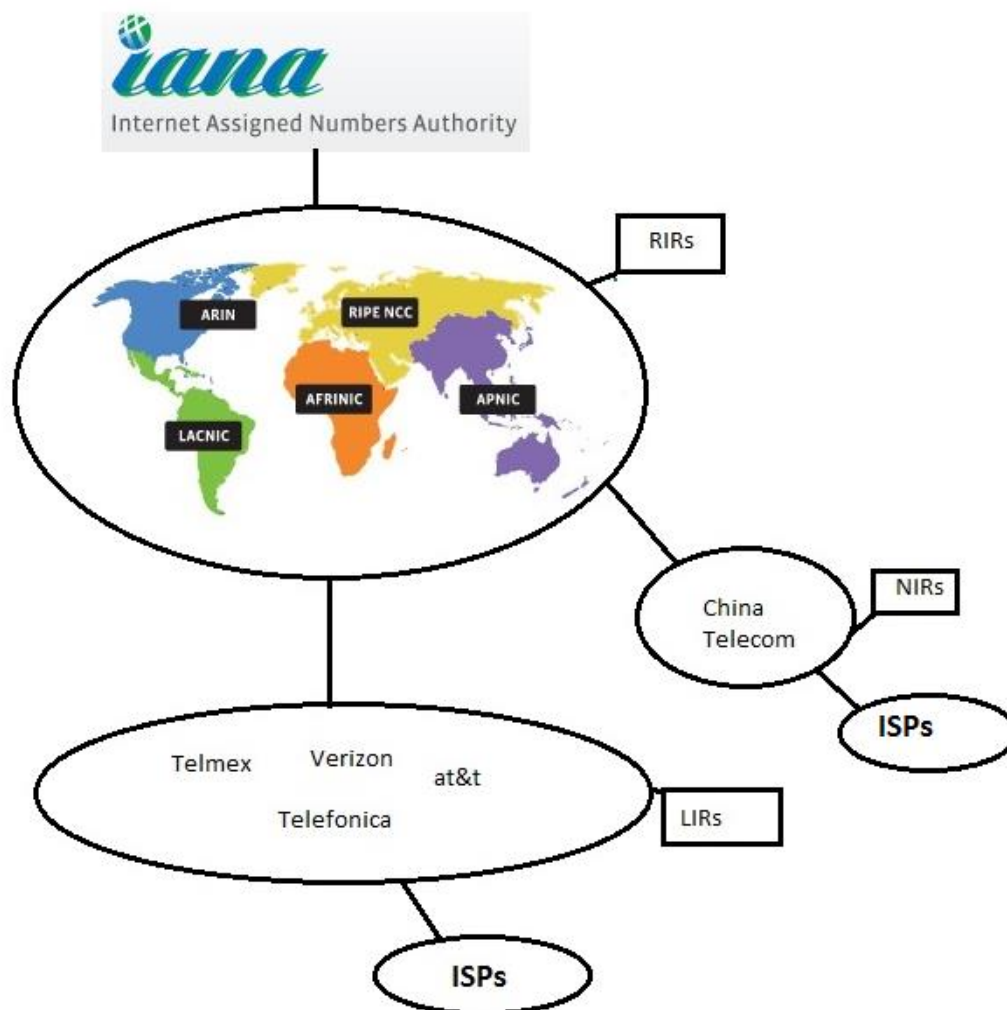 iana
Internet Assigned Numbers Authority
RIRs
ARIN
RIPE NCC
AFRINIC
APNIC
LACNIC
China
Telecom
NIRs
ISPs
Telmex
Verizon
at&t
Telefonica
LIRs
ISPs